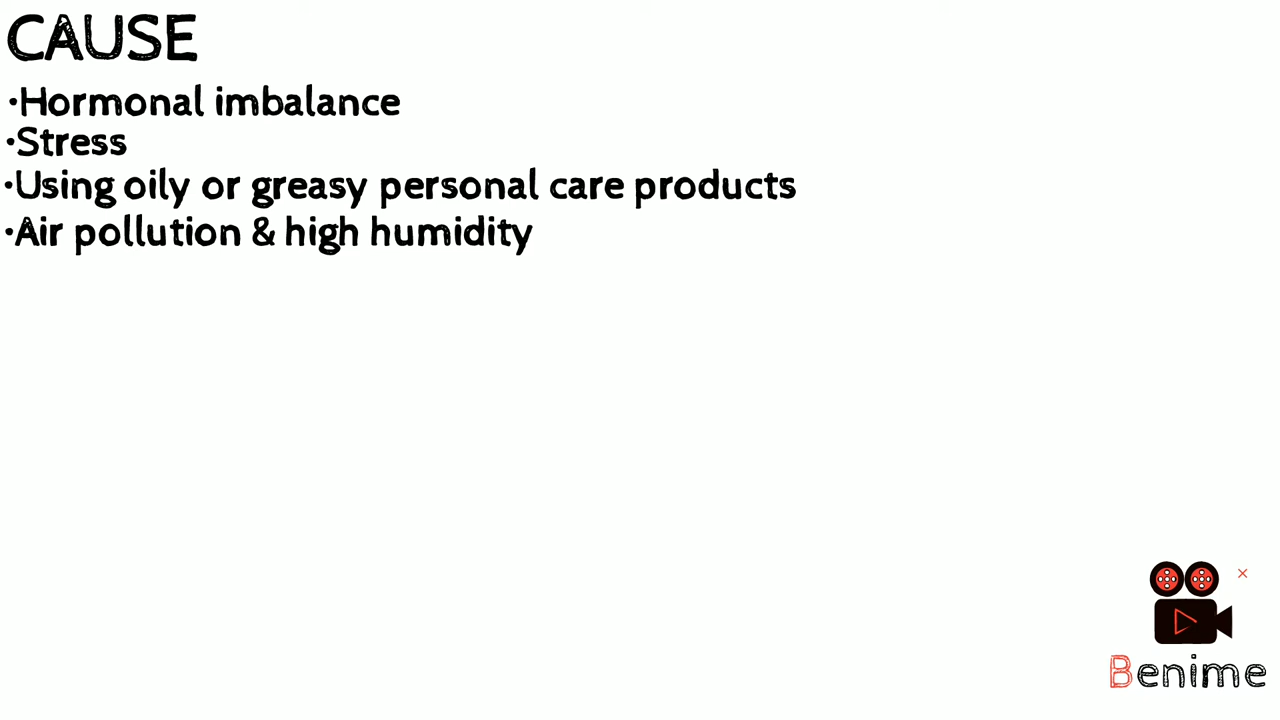 CAUSE
•Hormonal imbalance
•Stress
•Using oily or greasy personal care products
•Air pollution & high humidity
Benime